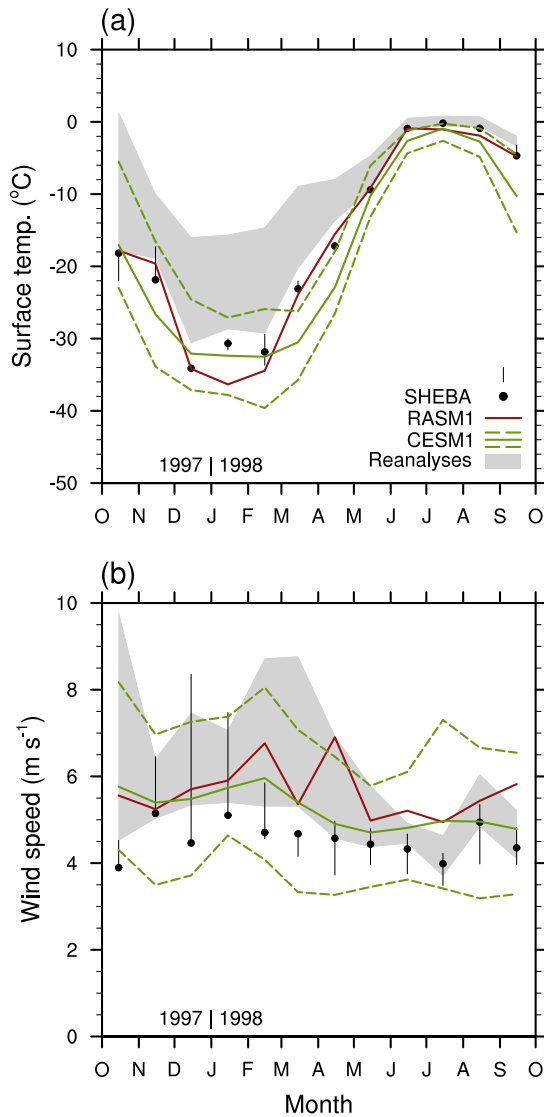 (a)
10
0
-10
-20
-30
-40
-50
Surface temp. (°C)
SHEBA
RASM1
CESM1
Reanalyses
1997 | 1998
O N D J F M A M J J A S O
(b)
10
8
6
4
2
0
Wind speed (m s⁻¹)
1997 | 1998
O N D J F M A M J J A S O
Month